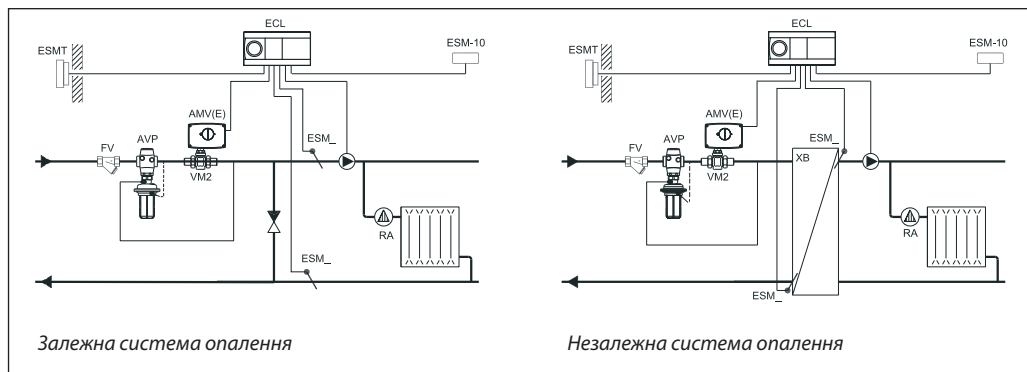 ECL
ESMT
ESM-10
AMV(E)
FV
AVP
ESM_
VM2
RA
ESM_
Залежна система опалення
ECL
ESMT
ESM-10
AMV(E)
FV
AVP
ESM_
VM2
XB
RA
ESM_
Незалежна система опалення